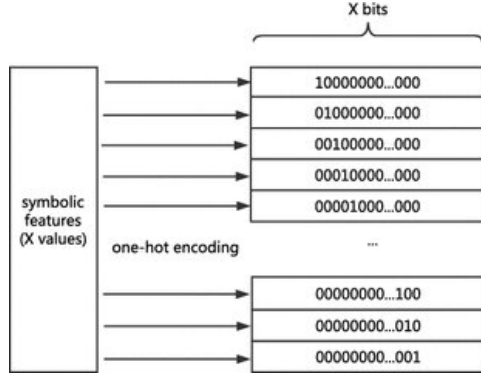 X bits
10000000...000
01000000...000
00100000...000
00010000...000
00001000...000
symbolic
features
(X values)
one-hot encoding
...
00000000...100
00000000...010
00000000...001